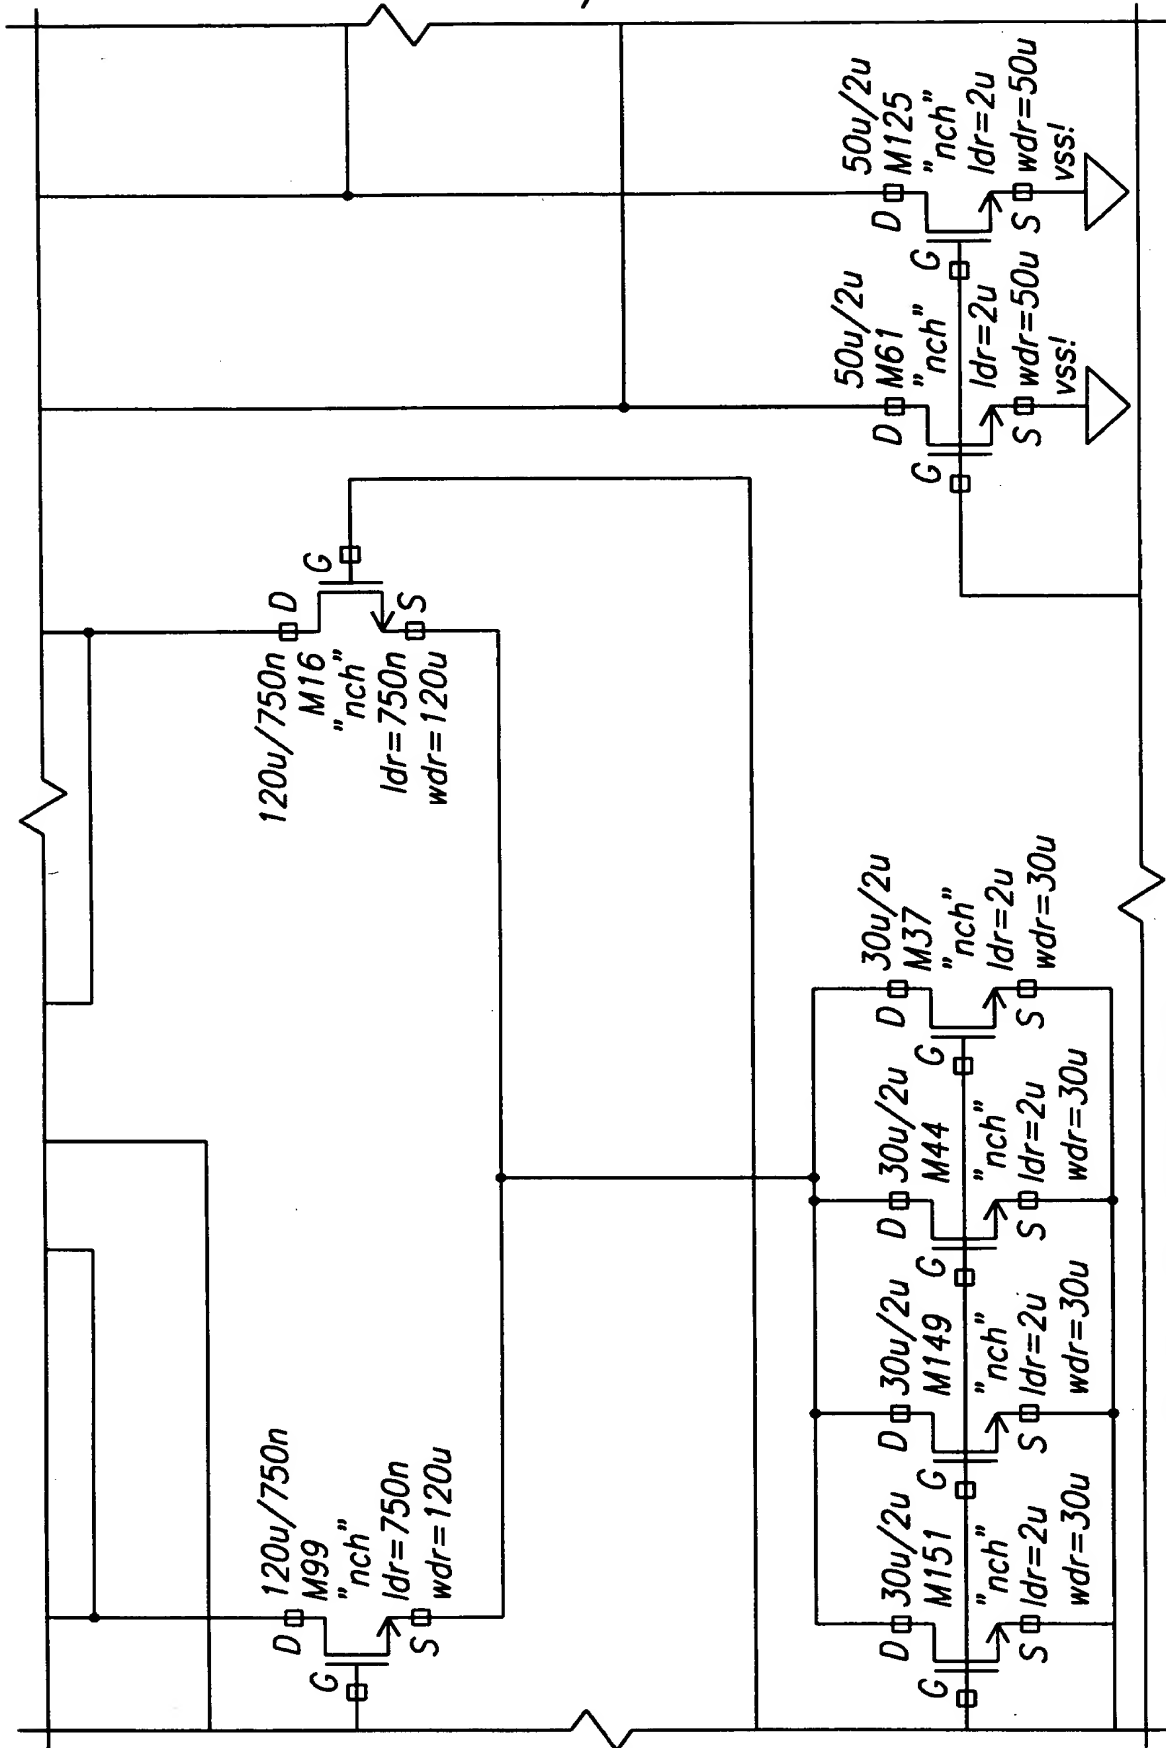 120u/750n
M99
"nch"
ldr=750n
wdr=120u
D
G
S
120u/750n
M16
"nch"
ldr=750n
wdr=120u
D
G
S
30u/2u
M151
"nch"
ldr=2u
wdr=30u
D
G
S
30u/2u
M149
"nch"
ldr=2u
wdr=30u
D
G
S
30u/2u
M44
"nch"
ldr=2u
wdr=30u
D
G
S
30u/2u
M37
"nch"
ldr=2u
wdr=30u
D
G
S
50u/2u
M61
"nch"
ldr=2u
wdr=50u
vss!
D
G
S
50u/2u
M125
"nch"
ldr=2u
wdr=50u
vss!
D
G
S